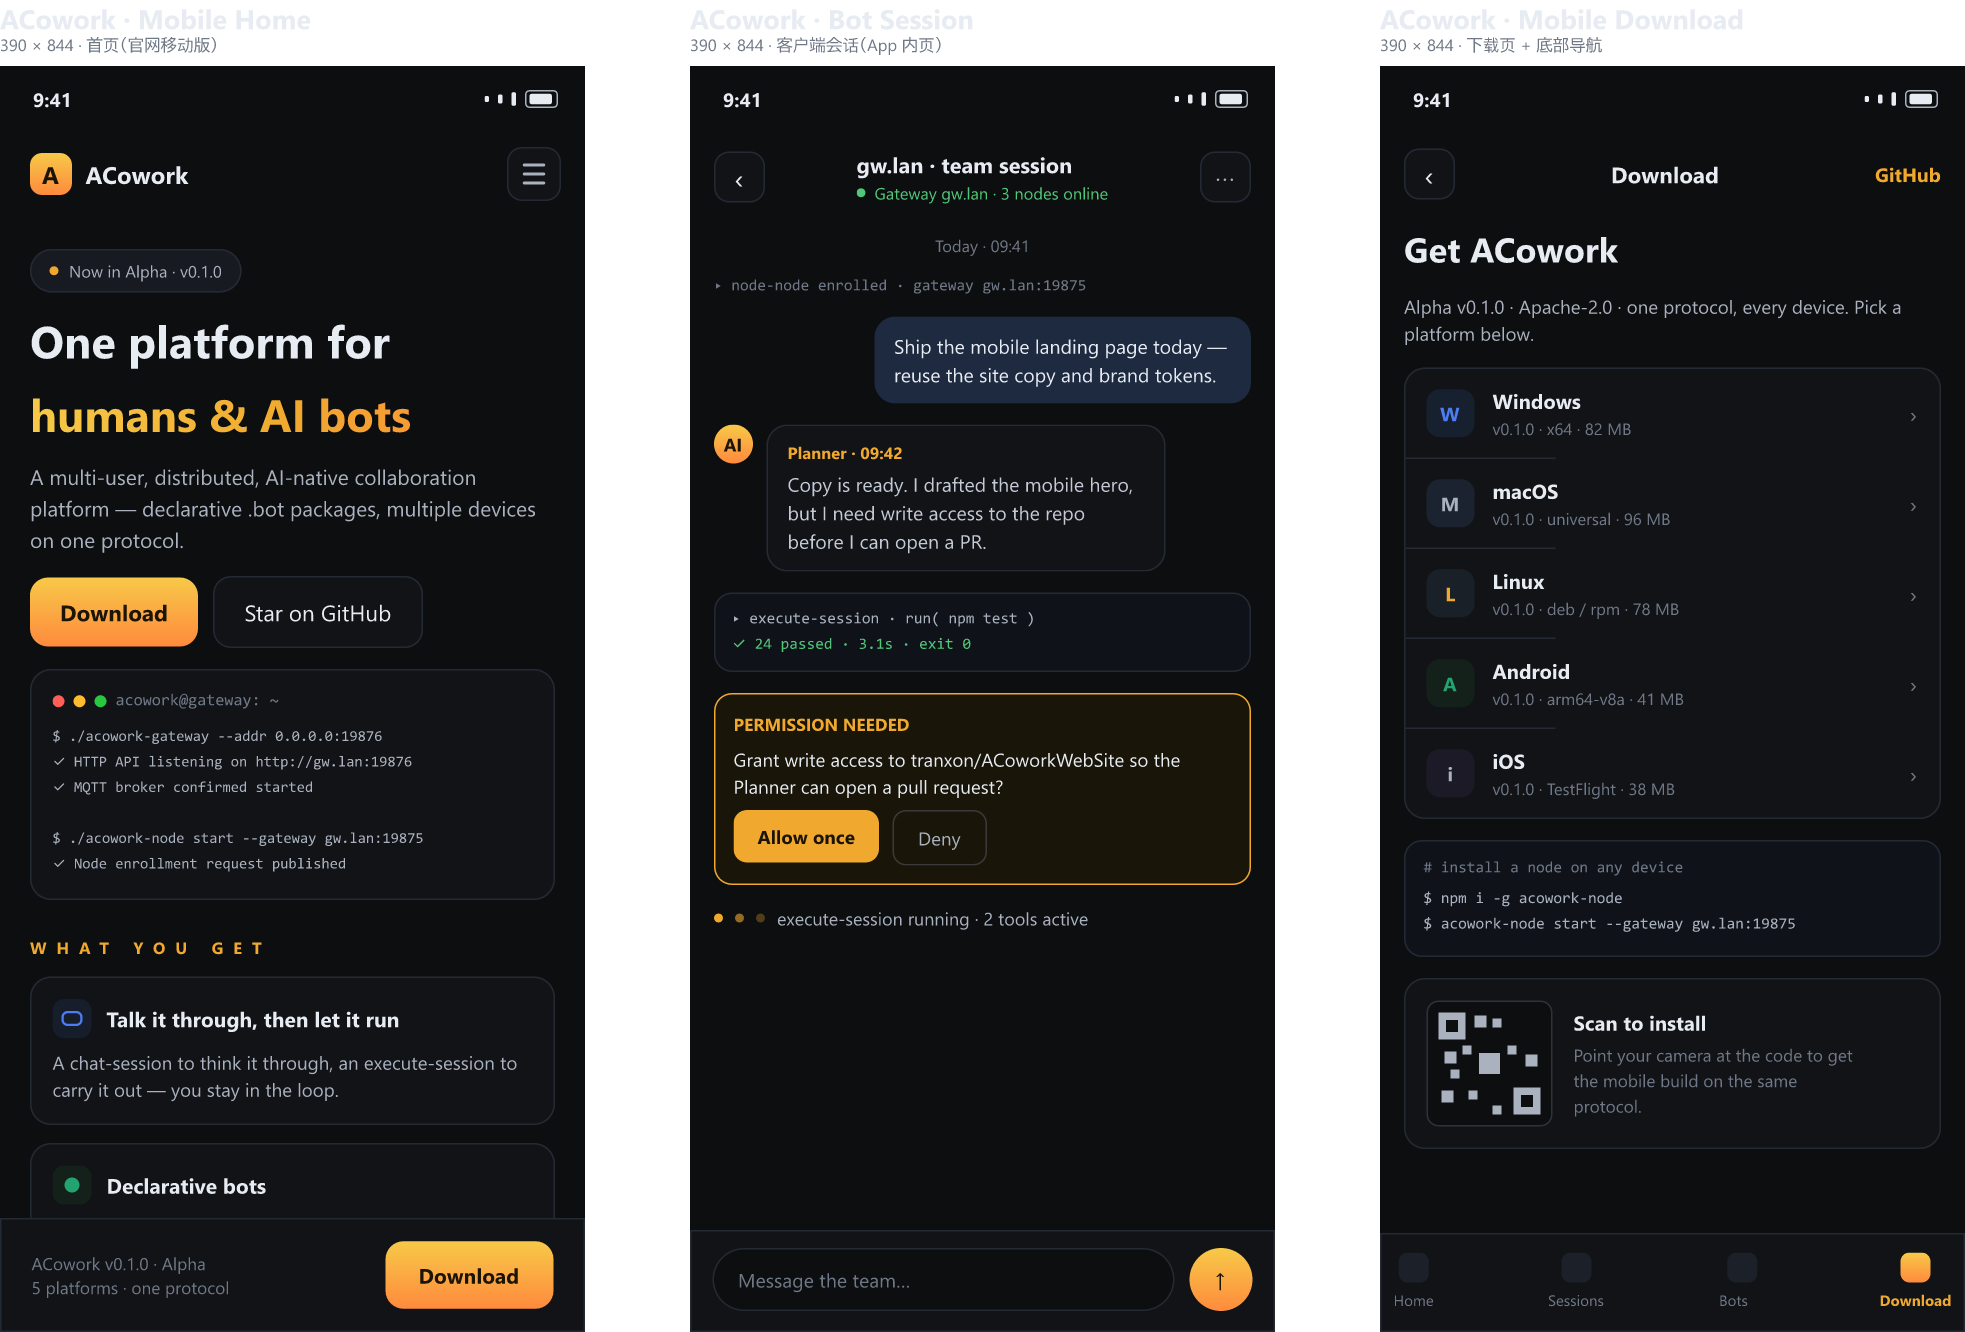 ACowork · Mobile Home
390 × 844 · 首页（官网移动版）
9:41
A ACowork
Now in Alpha · v0.1.0
One platform for
humans & AI bots
A multi-user, distributed, AI-native collaboration
platform — declarative .bot packages, multiple devices
on one protocol.
Download
Star on GitHub
acowork@gateway: ~
$ ./acowork-gateway --addr 0.0.0.0:19876
✓ HTTP API listening on http://gw.lan:19876
✓ MQTT broker confirmed started
$ ./acowork-node start --gateway gw.lan:19875
✓ Node enrollment request published
WHAT YOU GET
Talk it through, then let it run
A chat-session to think it through, an execute-session to
carry it out — you stay in the loop.
Declarative bots
ACowork v0.1.0 · Alpha
5 platforms · one protocol
Download
ACowork · Bot Session
390 × 844 · 客户端会话（App 内页）
9:41
‹
gw.lan · team session
Gateway gw.lan · 3 nodes online
···
Today · 09:41
▸ node-node enrolled · gateway gw.lan:19875
Ship the mobile landing page today —
reuse the site copy and brand tokens.
AI
Planner · 09:42
Copy is ready. I drafted the mobile hero,
but I need write access to the repo
before I can open a PR.
▸ execute-session · run( npm test )
✓ 24 passed · 3.1s · exit 0
PERMISSION NEEDED
Grant write access to tranxon/ACoworkWebSite so the
Planner can open a pull request?
Allow once
Deny
execute-session running · 2 tools active
Message the team...
↑
ACowork · Mobile Download
390 × 844 · 下载页 + 底部导航
9:41
‹
Download
GitHub
Get ACowork
Alpha v0.1.0 · Apache-2.0 · one protocol, every device. Pick a
platform below.
W
Windows
v0.1.0 · x64 · 82 MB
›
M
macOS
v0.1.0 · universal · 96 MB
›
L
Linux
v0.1.0 · deb / rpm · 78 MB
›
A
Android
v0.1.0 · arm64-v8a · 41 MB
›
i
iOS
v0.1.0 · TestFlight · 38 MB
›
# install a node on any device
$ npm i -g acowork-node
$ acowork-node start --gateway gw.lan:19875
Scan to install
Point your camera at the code to get
the mobile build on the same
protocol.
Home
Sessions
Bots
Download